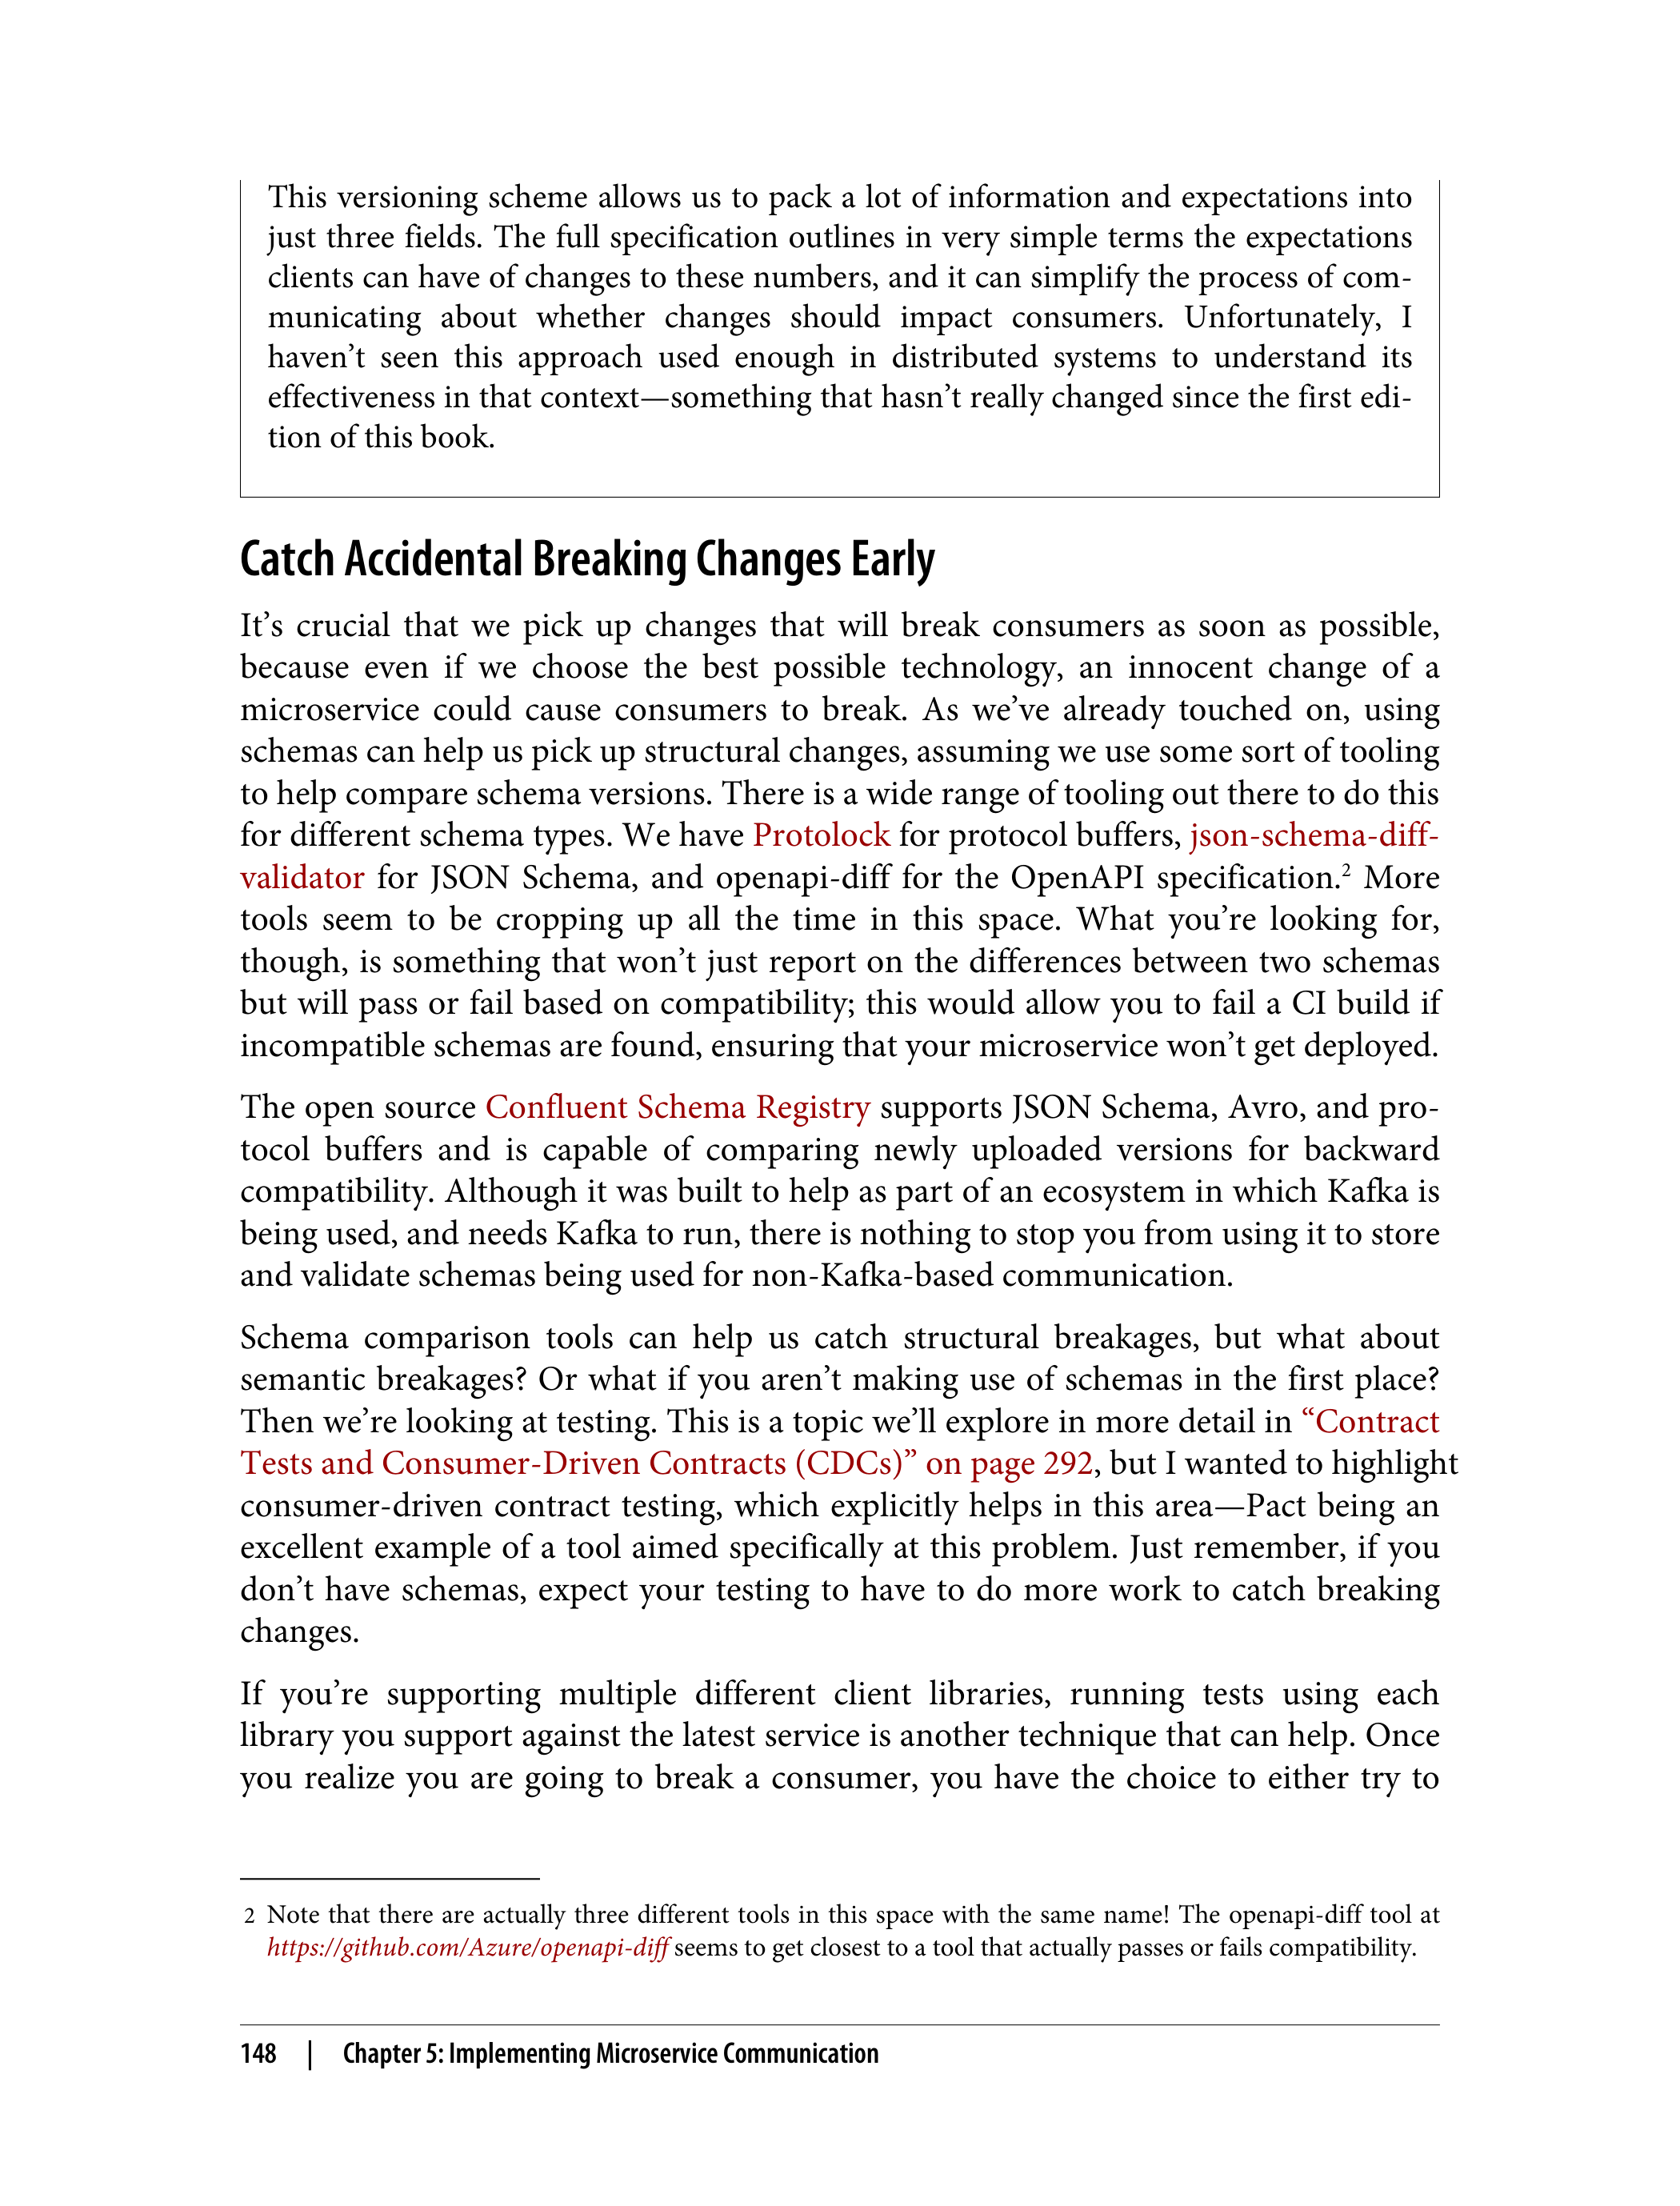 This versioning scheme allows us to pack a lot of information and expectations into
just three fields. The full specification outlines in very simple terms the expectations
clients can have of changes to these numbers, and it can simplify the process of com-
municating about whether changes should impact consumers. Unfortunately, I
haven’t seen this approach used enough in distributed systems to understand its
effectiveness in that context—something that hasn’t really changed since the first edi-
tion of this book.
Catch Accidental Breaking Changes Early
It’s crucial that we pick up changes that will break consumers as soon as possible,
because even if we choose the best possible technology, an innocent change of a
microservice could cause consumers to break. As we’ve already touched on, using
schemas can help us pick up structural changes, assuming we use some sort of tooling
to help compare schema versions. There is a wide range of tooling out there to do this
for different schema types. We have Protolock for protocol buffers, json-schema-diff-
validator for JSON Schema, and openapi-diff for the OpenAPI specification.² More
tools seem to be cropping up all the time in this space. What you’re looking for,
though, is something that won’t just report on the differences between two schemas
but will pass or fail based on compatibility; this would allow you to fail a CI build if
incompatible schemas are found, ensuring that your microservice won’t get deployed.
The open source Confluent Schema Registry supports JSON Schema, Avro, and pro-
tocol buffers and is capable of comparing newly uploaded versions for backward
compatibility. Although it was built to help as part of an ecosystem in which Kafka is
being used, and needs Kafka to run, there is nothing to stop you from using it to store
and validate schemas being used for non-Kafka-based communication.
Schema comparison tools can help us catch structural breakages, but what about
semantic breakages? Or what if you aren’t making use of schemas in the first place?
Then we’re looking at testing. This is a topic we’ll explore in more detail in “Contract
Tests and Consumer-Driven Contracts (CDCs)” on page 292, but I wanted to highlight
consumer-driven contract testing, which explicitly helps in this area—Pact being an
excellent example of a tool aimed specifically at this problem. Just remember, if you
don’t have schemas, expect your testing to have to do more work to catch breaking
changes.
If you’re supporting multiple different client libraries, running tests using each
library you support against the latest service is another technique that can help. Once
you realize you are going to break a consumer, you have the choice to either try to
2 Note that there are actually three different tools in this space with the same name! The openapi-diff tool at
https://github.com/Azure/openapi-diff seems to get closest to a tool that actually passes or fails compatibility.
148 | Chapter 5: Implementing Microservice Communication